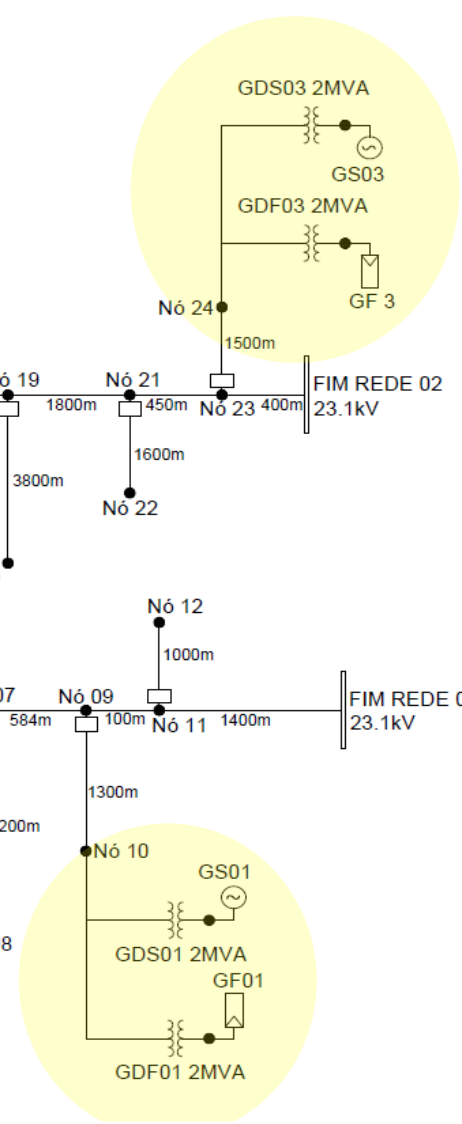 GDS03 2MVA
GS03
GDF03 2MVA
GF 3
Nó 24
1500m
19
Nó 21
FIM REDE 02
1800m
450m
Nó 23
400m
23.1kV
1600m
3800m
Nó 22
Nó 12
1000m
07
Nó 09
FIM REDE
584m
100m
Nó 11
1400m
23.1kV
1300m
200m
Nó 10
GS01
8
GDS01 2MVA
GF01
GDF01 2MVA